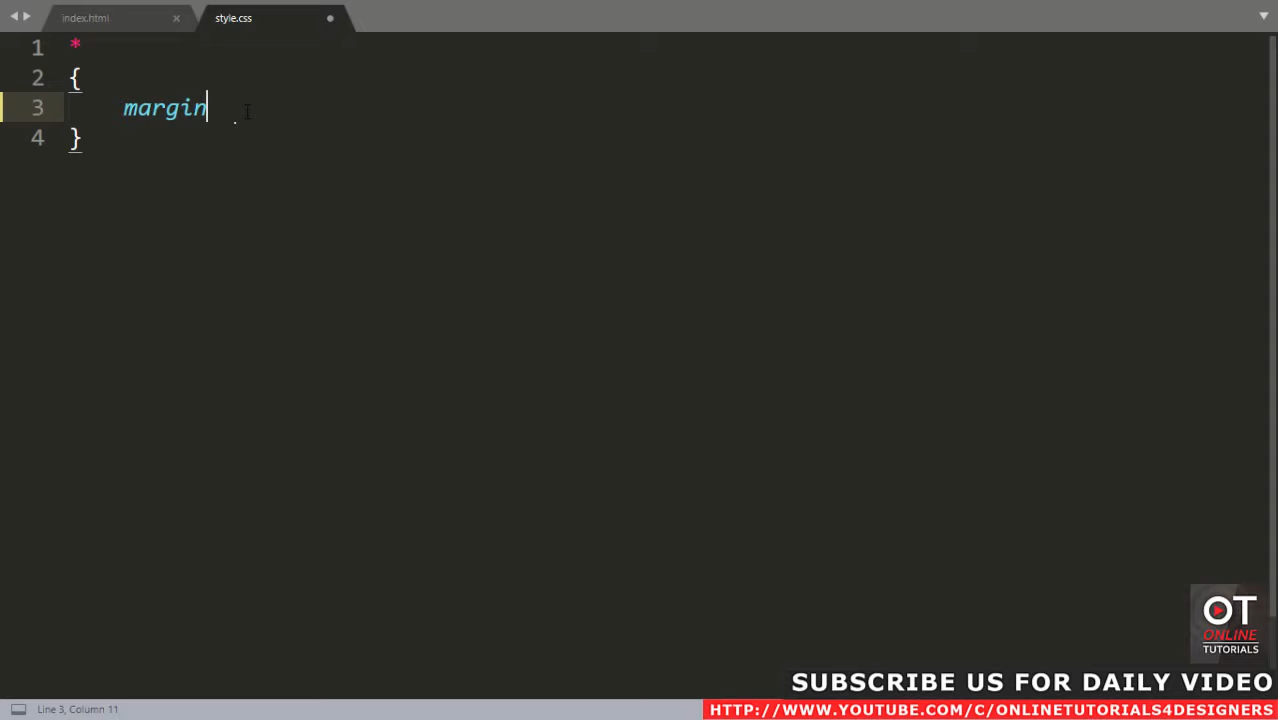 index.html × style.css
1 *
2 {
3 margin
4 }
OT
ONLINE
TUTORIALS
SUBSCRIBE US FOR DAILY VIDEO
Line 3, Column 11
HTTP://WWW.YOUTUBE.COM/C/ONLINETUTORIALS4DESIGNERS